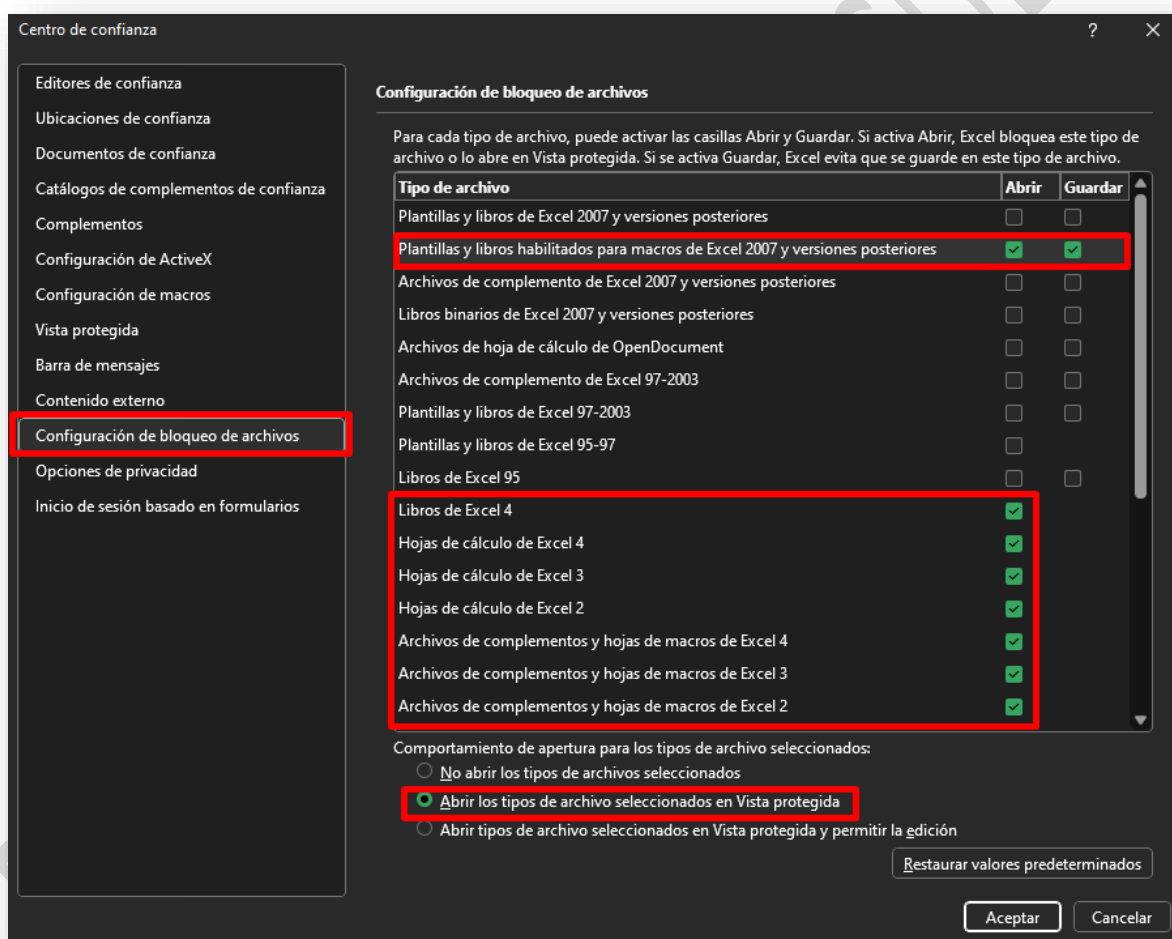 Centro de confianza
?
Editores de confianza
Ubicaciones de confianza
Documentos de confianza
Catálogos de complementos de confianza
Complementos
Configuración de ActiveX
Configuración de macros
Vista protegida
Barra de mensajes
Contenido externo
Configuración de bloqueo de archivos
Opciones de privacidad
Inicio de sesión basado en formularios
Configuración de bloqueo de archivos
Para cada tipo de archivo, puede activar las casillas Abrir y Guardar. Si activa Abrir, Excel bloquea este tipo de
archivo o lo abre en Vista protegida. Si se activa Guardar, Excel evita que se guarde en este tipo de archivo.
Tipo de archivo Abrir Guardar
Plantillas y libros de Excel 2007 y versiones posteriores
Plantillas y libros habilitados para macros de Excel 2007 y versiones posteriores
Archivos de complemento de Excel 2007 y versiones posteriores
Libros binarios de Excel 2007 y versiones posteriores
Archivos de hoja de cálculo de OpenDocument
Archivos de complemento de Excel 97-2003
Plantillas y libros de Excel 97-2003
Plantillas y libros de Excel 95-97
Libros de Excel 95
Libros de Excel 4
Hojas de cálculo de Excel 4
Hojas de cálculo de Excel 3
Hojas de cálculo de Excel 2
Archivos de complementos y hojas de macros de Excel 4
Archivos de complementos y hojas de macros de Excel 3
Archivos de complementos y hojas de macros de Excel 2
Comportamiento de apertura para los tipos de archivo seleccionados:
No abrir los tipos de archivos seleccionados
Abrir los tipos de archivo seleccionados en Vista protegida
Abrir tipos de archivo seleccionados en Vista protegida y permitir la edición
Restaurar valores predeterminados
Aceptar Cancelar